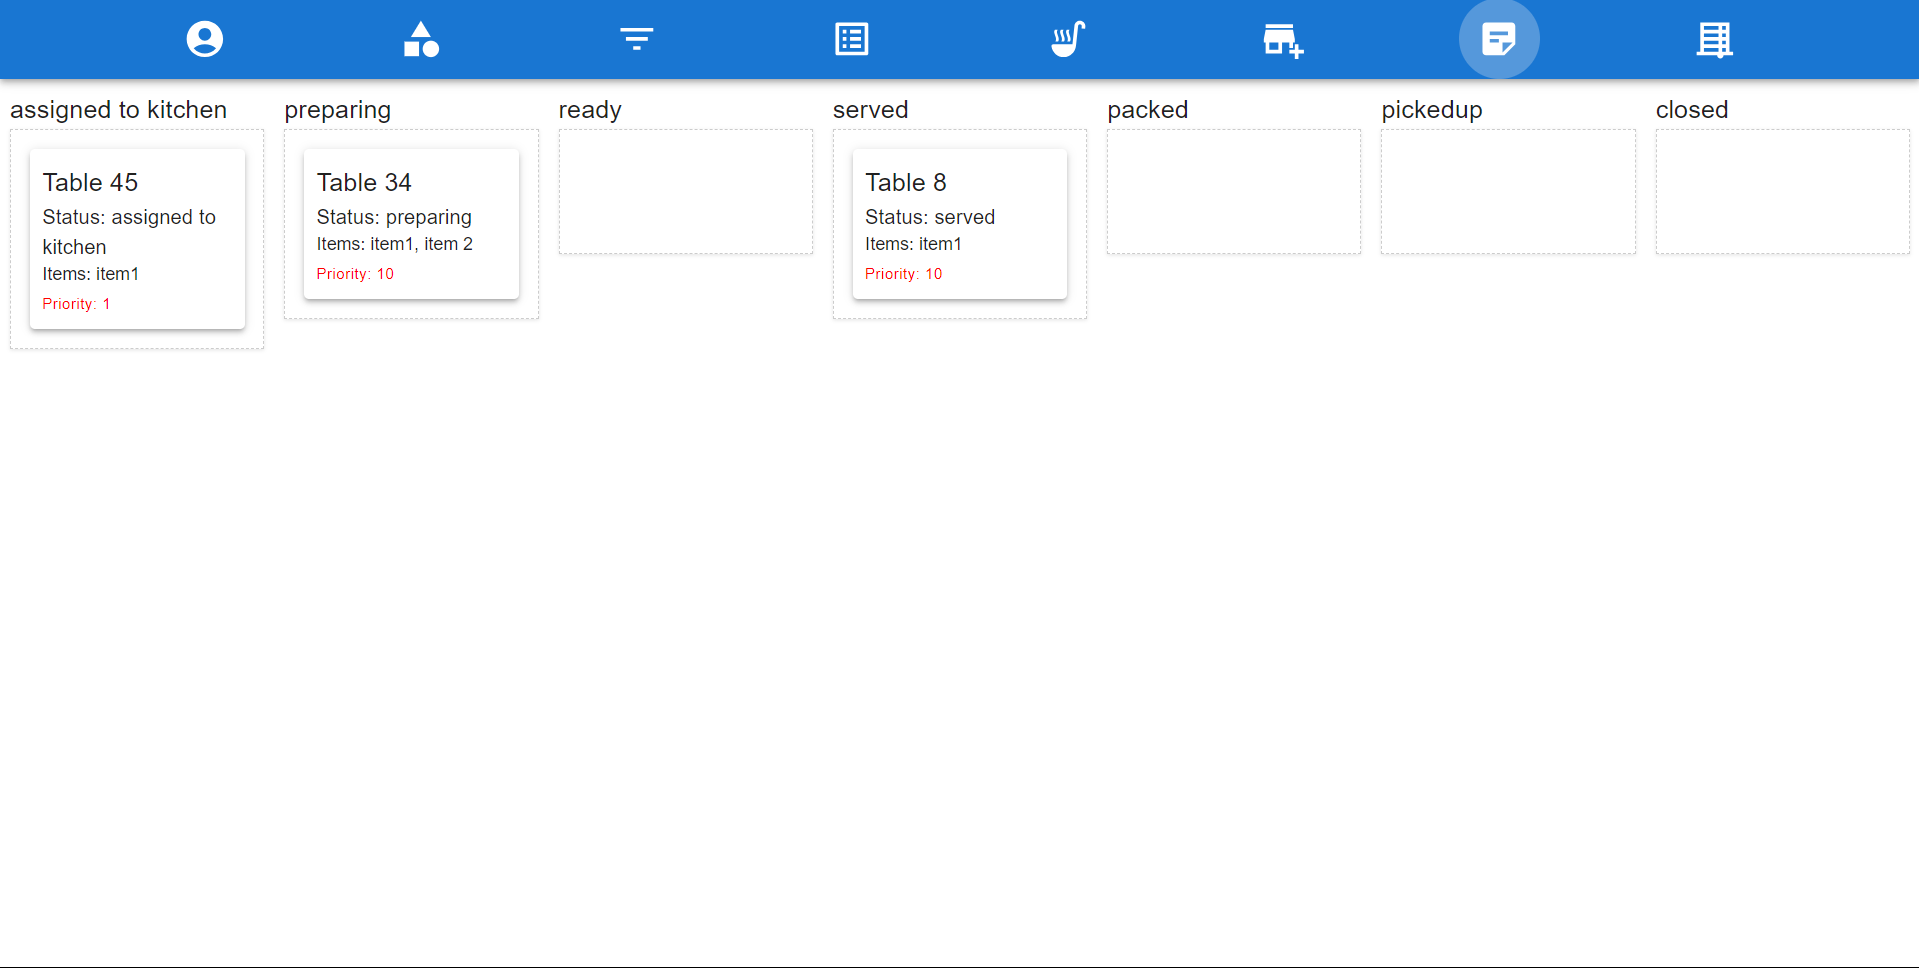 assigned to kitchen
Table 45
Status: assigned to
kitchen
Items: item1
Priority: 1
preparing
Table 34
Status: preparing
Items: item1, item 2
Priority: 10
ready
served
Table 8
Status: served
Items: item1
Priority: 10
packed
pickedup
closed